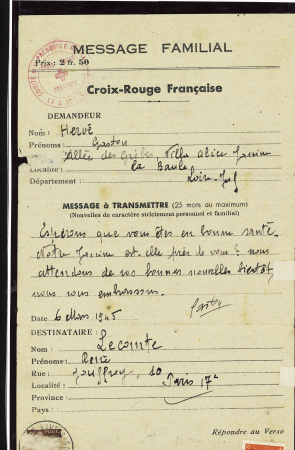 MESSAGE FAMILIAL
Prix : 2 fr. 50
Croix-Rouge Française
DEMANDEUR
Nom : Hervé
Prénoms : Gaston
Allée des Villa Alice
Localité : La Baule
Département : Loire Inf
MESSAGE à TRANSMETTRE (25 mots au maximum)
(Nouvelles de caractère strictement personnel et familial)
Espérons que vous êtes en bonne santé
Notre est elle près de vous ? nous
attendons de vos bonnes nouvelles bientôt
nous vous embrassons.
Gaston
Date 6 Mars 1945
DESTINATAIRE :
Nom : Lecomte
Prénoms : René
Rue : Jouffroy, 10
Localité : Paris 17e
Province :
Pays :
Répondre au Verso